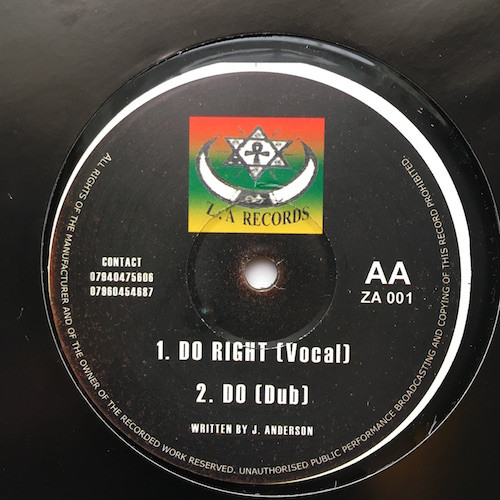 Z.A RECORDS
CONTACT
07940475606
07960454687
AA
ZA 001
1. DO RIGHT (Vocal)
2. DO (Dub)
WRITTEN BY J. ANDERSON
ALL RIGHTS OF THE MANUFACTURER AND OF THE OWNER OF THE RECORDED WORK RESERVED. UNAUTHORISED PUBLIC PERFORMANCE BROADCASTING AND COPYING OF THIS RECORD PROHIBITED.